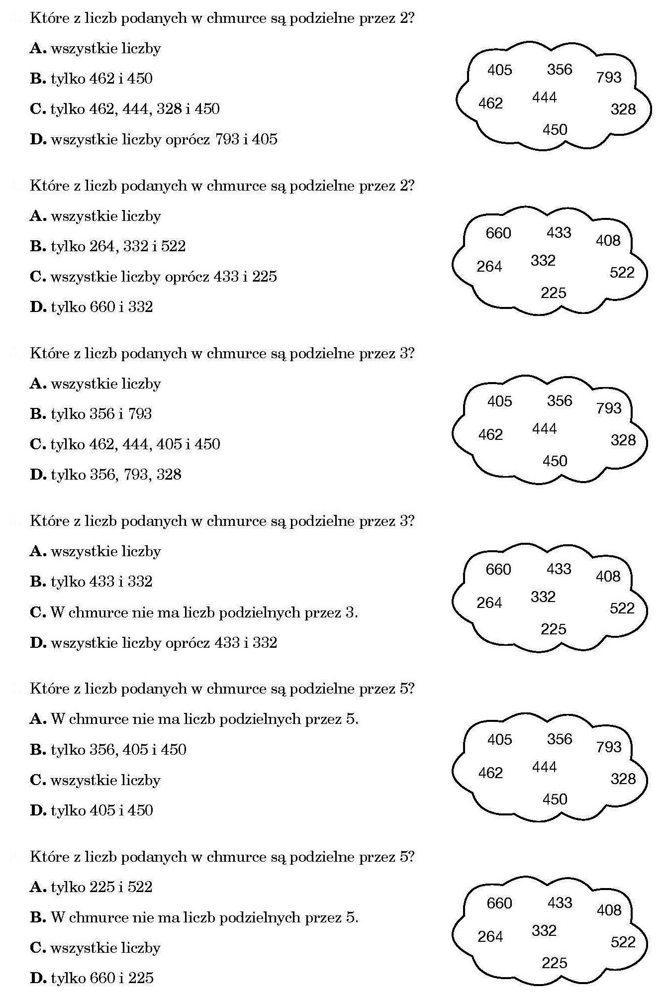 Które z liczb podanych w chmurce są podzielne przez 2?
A. wszystkie liczby
B. tylko 462 i 450
C. tylko 462, 444, 328 i 450
D. wszystkie liczby oprócz 793 i 405
405 356 793
462 444 328
450
Które z liczb podanych w chmurce są podzielne przez 2?
A. wszystkie liczby
B. tylko 264, 332 i 522
C. wszystkie liczby oprócz 433 i 225
D. tylko 660 i 332
660 433 408
264 332 522
225
Które z liczb podanych w chmurce są podzielne przez 3?
A. wszystkie liczby
B. tylko 356 i 793
C. tylko 462, 444, 405 i 450
D. tylko 356, 793, 328
405 356 793
462 444 328
450
Które z liczb podanych w chmurce są podzielne przez 3?
A. wszystkie liczby
B. tylko 433 i 332
C. W chmurce nie ma liczb podzielnych przez 3.
D. wszystkie liczby oprócz 433 i 332
660 433 408
264 332 522
225
Które z liczb podanych w chmurce są podzielne przez 5?
A. W chmurce nie ma liczb podzielnych przez 5.
B. tylko 356, 405 i 450
C. wszystkie liczby
D. tylko 405 i 450
405 356 793
462 444 328
450
Które z liczb podanych w chmurce są podzielne przez 5?
A. tylko 225 i 522
B. W chmurce nie ma liczb podzielnych przez 5.
C. wszystkie liczby
D. tylko 660 i 225
660 433 408
264 332 522
225